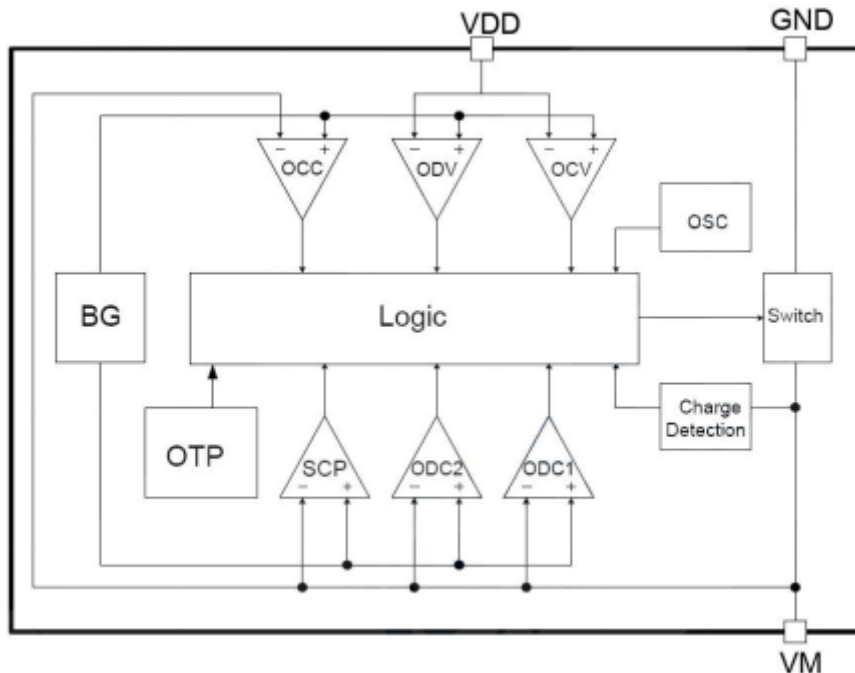 VDD
GND
- +
OCC
- +
ODV
- +
OCV
OSC
BG
Logic
Switch
OTP
SCP
- +
ODC2
- +
ODC1
- +
Charge
Detection
VM